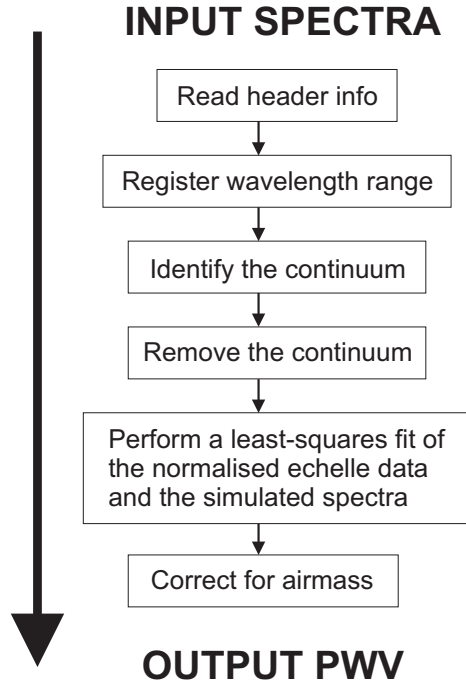 INPUT SPECTRA
Read header info
Register wavelength range
Identify the continuum
Remove the continuum
Perform a least-squares fit of
the normalised echelle data
and the simulated spectra
Correct for airmass
OUTPUT PWV